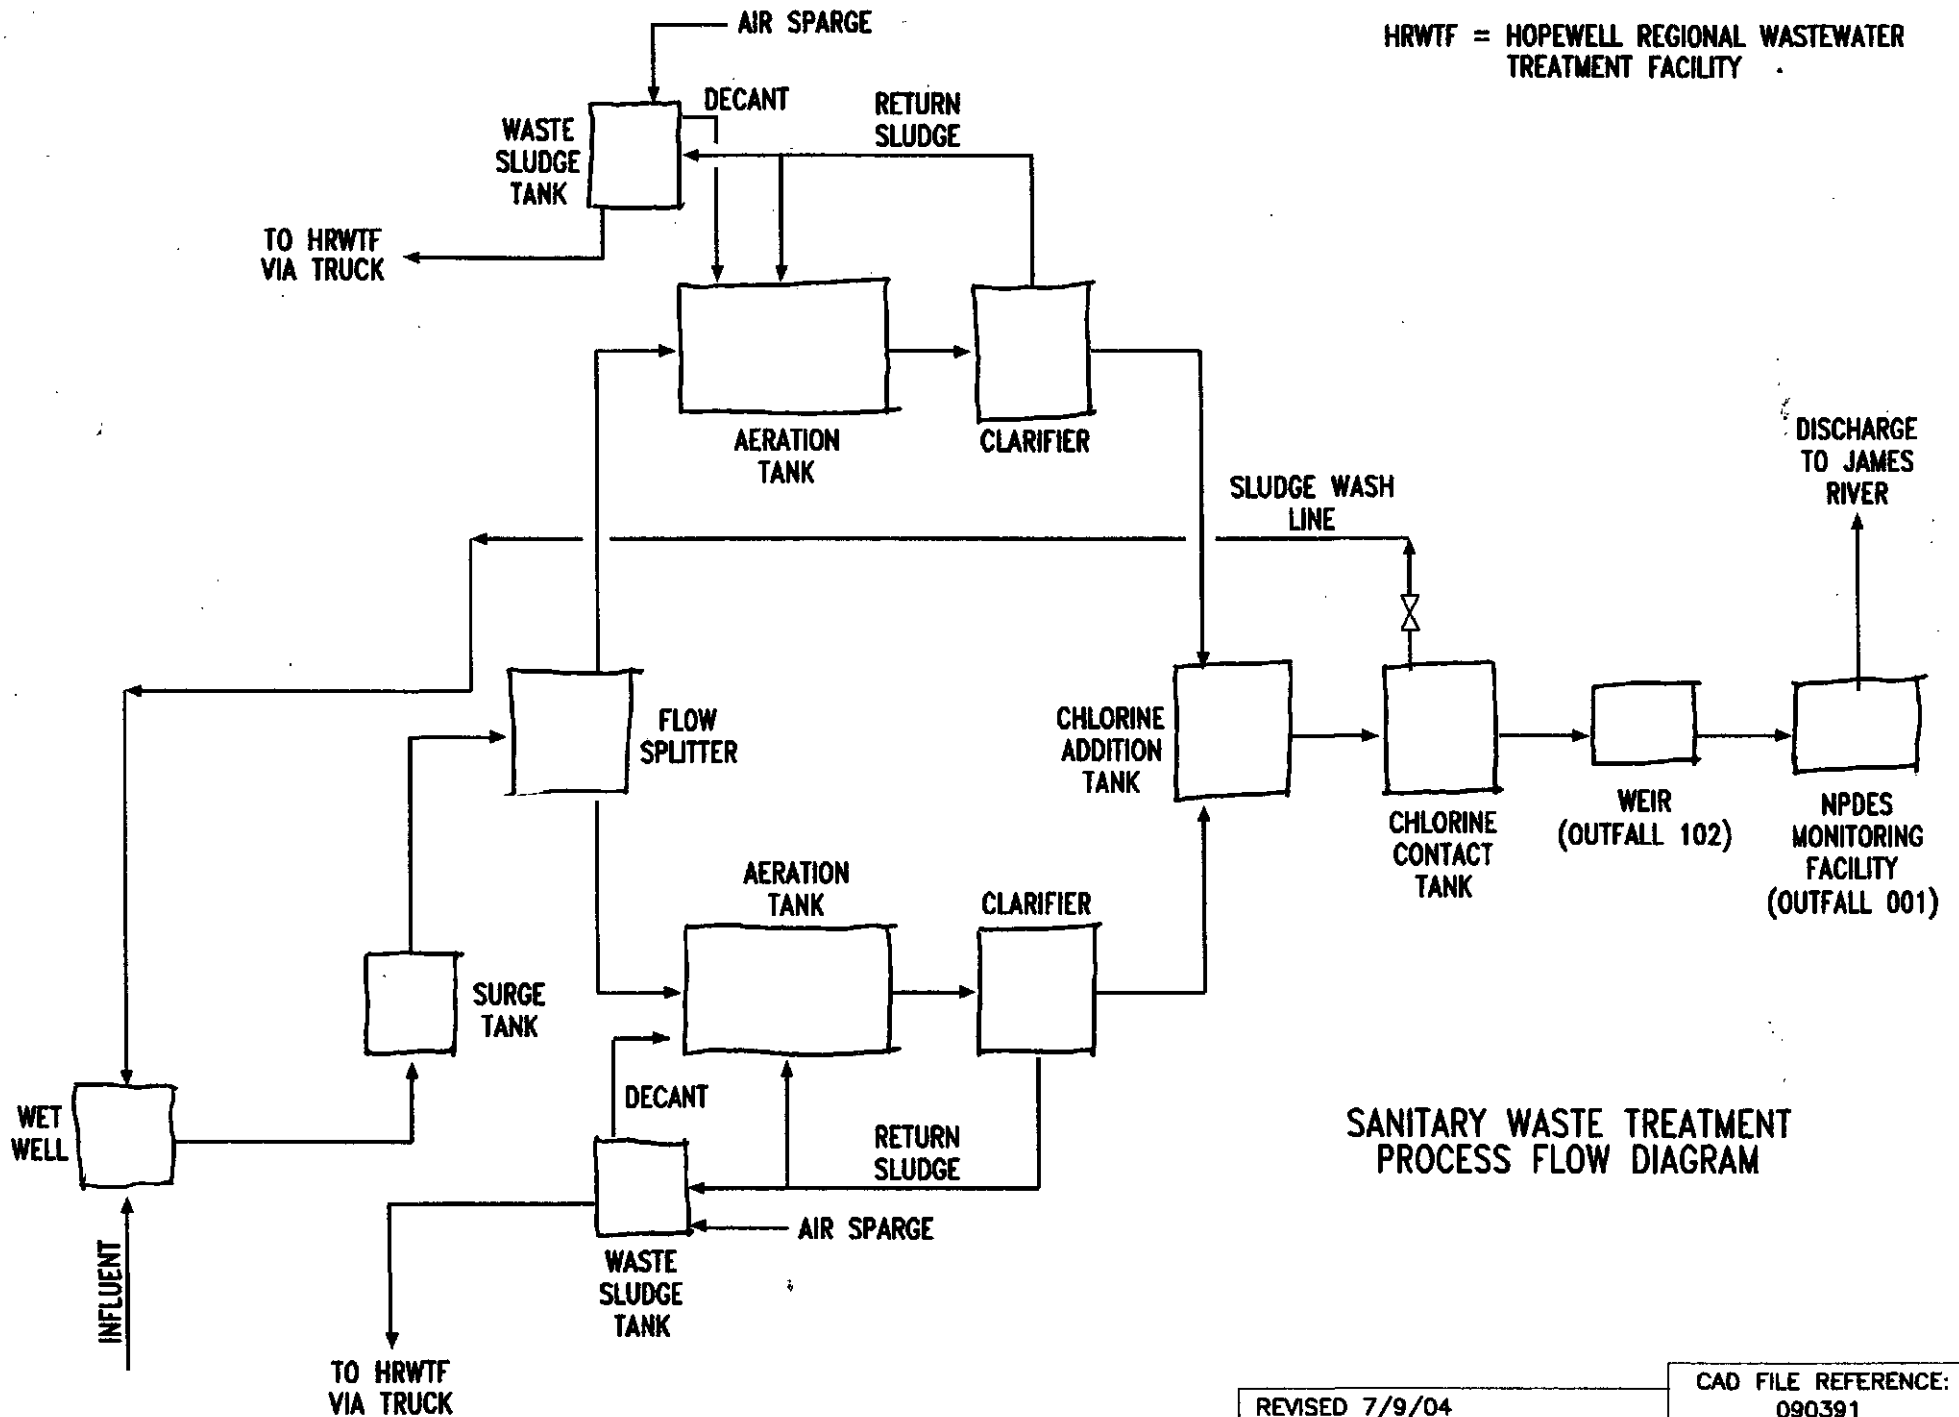 AIR SPARGE
HRWTF = HOPEWELL REGIONAL WASTEWATER
TREATMENT FACILITY
DECANT
RETURN
SLUDGE
WASTE
SLUDGE
TANK
TO HRWTF
VIA TRUCK
AERATION
TANK
CLARIFIER
DISCHARGE
TO JAMES
RIVER
SLUDGE WASH
LINE
FLOW
SPLITTER
CHLORINE
ADDITION
TANK
CHLORINE
CONTACT
TANK
WEIR
(OUTFALL 102)
NPDES
MONITORING
FACILITY
(OUTFALL 001)
AERATION
TANK
CLARIFIER
SURGE
TANK
WET
WELL
DECANT
RETURN
SLUDGE
AIR SPARGE
WASTE
SLUDGE
TANK
INFLUENT
TO HRWTF
VIA TRUCK
SANITARY WASTE TREATMENT
PROCESS FLOW DIAGRAM
REVISED 7/9/04
CAD FILE REFERENCE:
090391